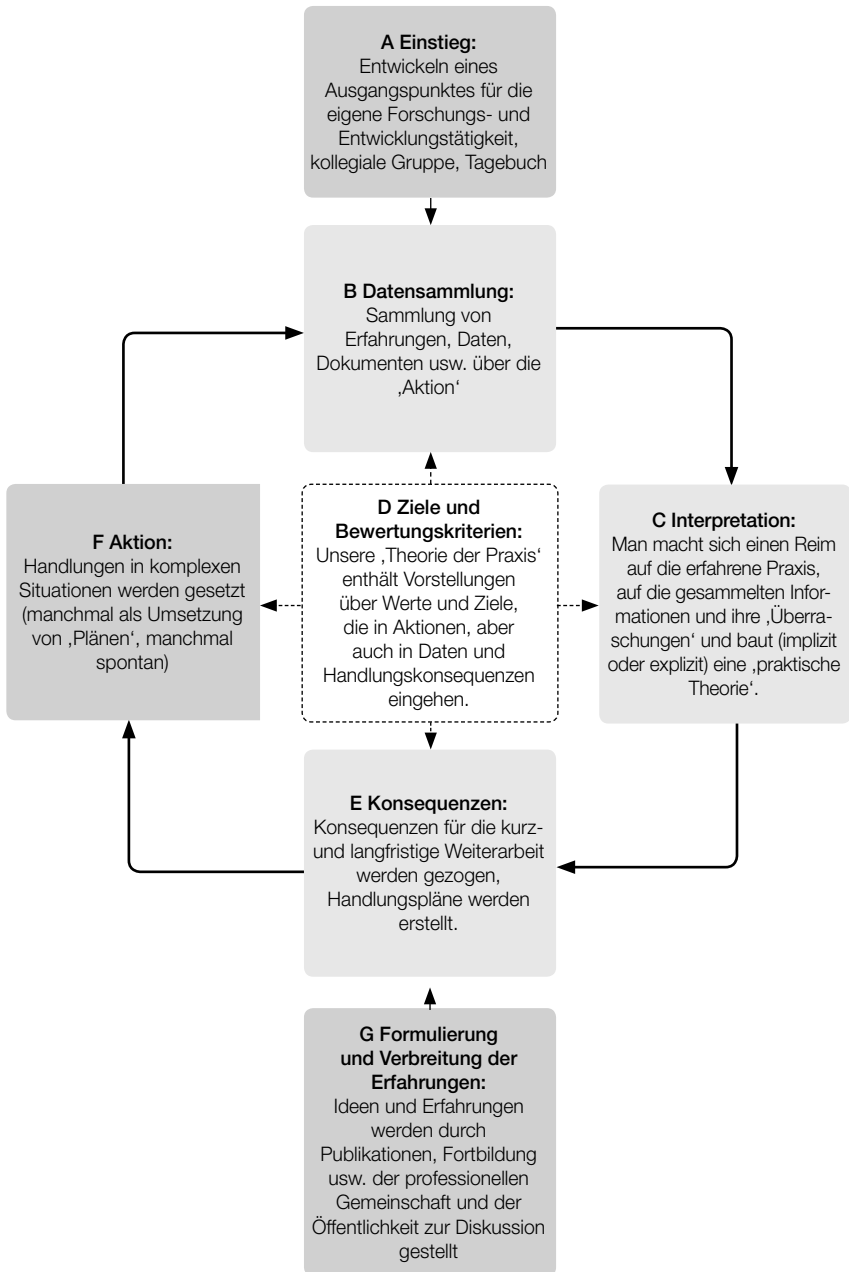 A Einstieg:
Entwickeln eines
Ausgangspunktes für die
eigene Forschungs- und
Entwicklungstätigkeit,
kollegiale Gruppe, Tagebuch
B Datensammlung:
Sammlung von
Erfahrungen, Daten,
Dokumenten usw. über die
‚Aktion‘
C Interpretation:
Man macht sich einen Reim
auf die erfahrene Praxis,
auf die gesammelten Infor-
mationen und ihre ‚Überra-
schungen‘ und baut (implizit
oder explizit) eine ‚praktische
Theorie‘.
D Ziele und
Bewertungskriterien:
Unsere ‚Theorie der Praxis‘
enthält Vorstellungen
über Werte und Ziele,
die in Aktionen, aber
auch in Daten und
Handlungskonsequenzen
eingehen.
E Konsequenzen:
Konsequenzen für die kurz-
und langfristige Weiterarbeit
werden gezogen,
Handlungspläne werden
erstellt.
F Aktion:
Handlungen in komplexen
Situationen werden gesetzt
(manchmal als Umsetzung
von ‚Plänen‘, manchmal
spontan)
G Formulierung
und Verbreitung der
Erfahrungen:
Ideen und Erfahrungen
werden durch
Publikationen, Fortbildung
usw. der professionellen
Gemeinschaft und der
Öffentlichkeit zur Diskussion
gestellt